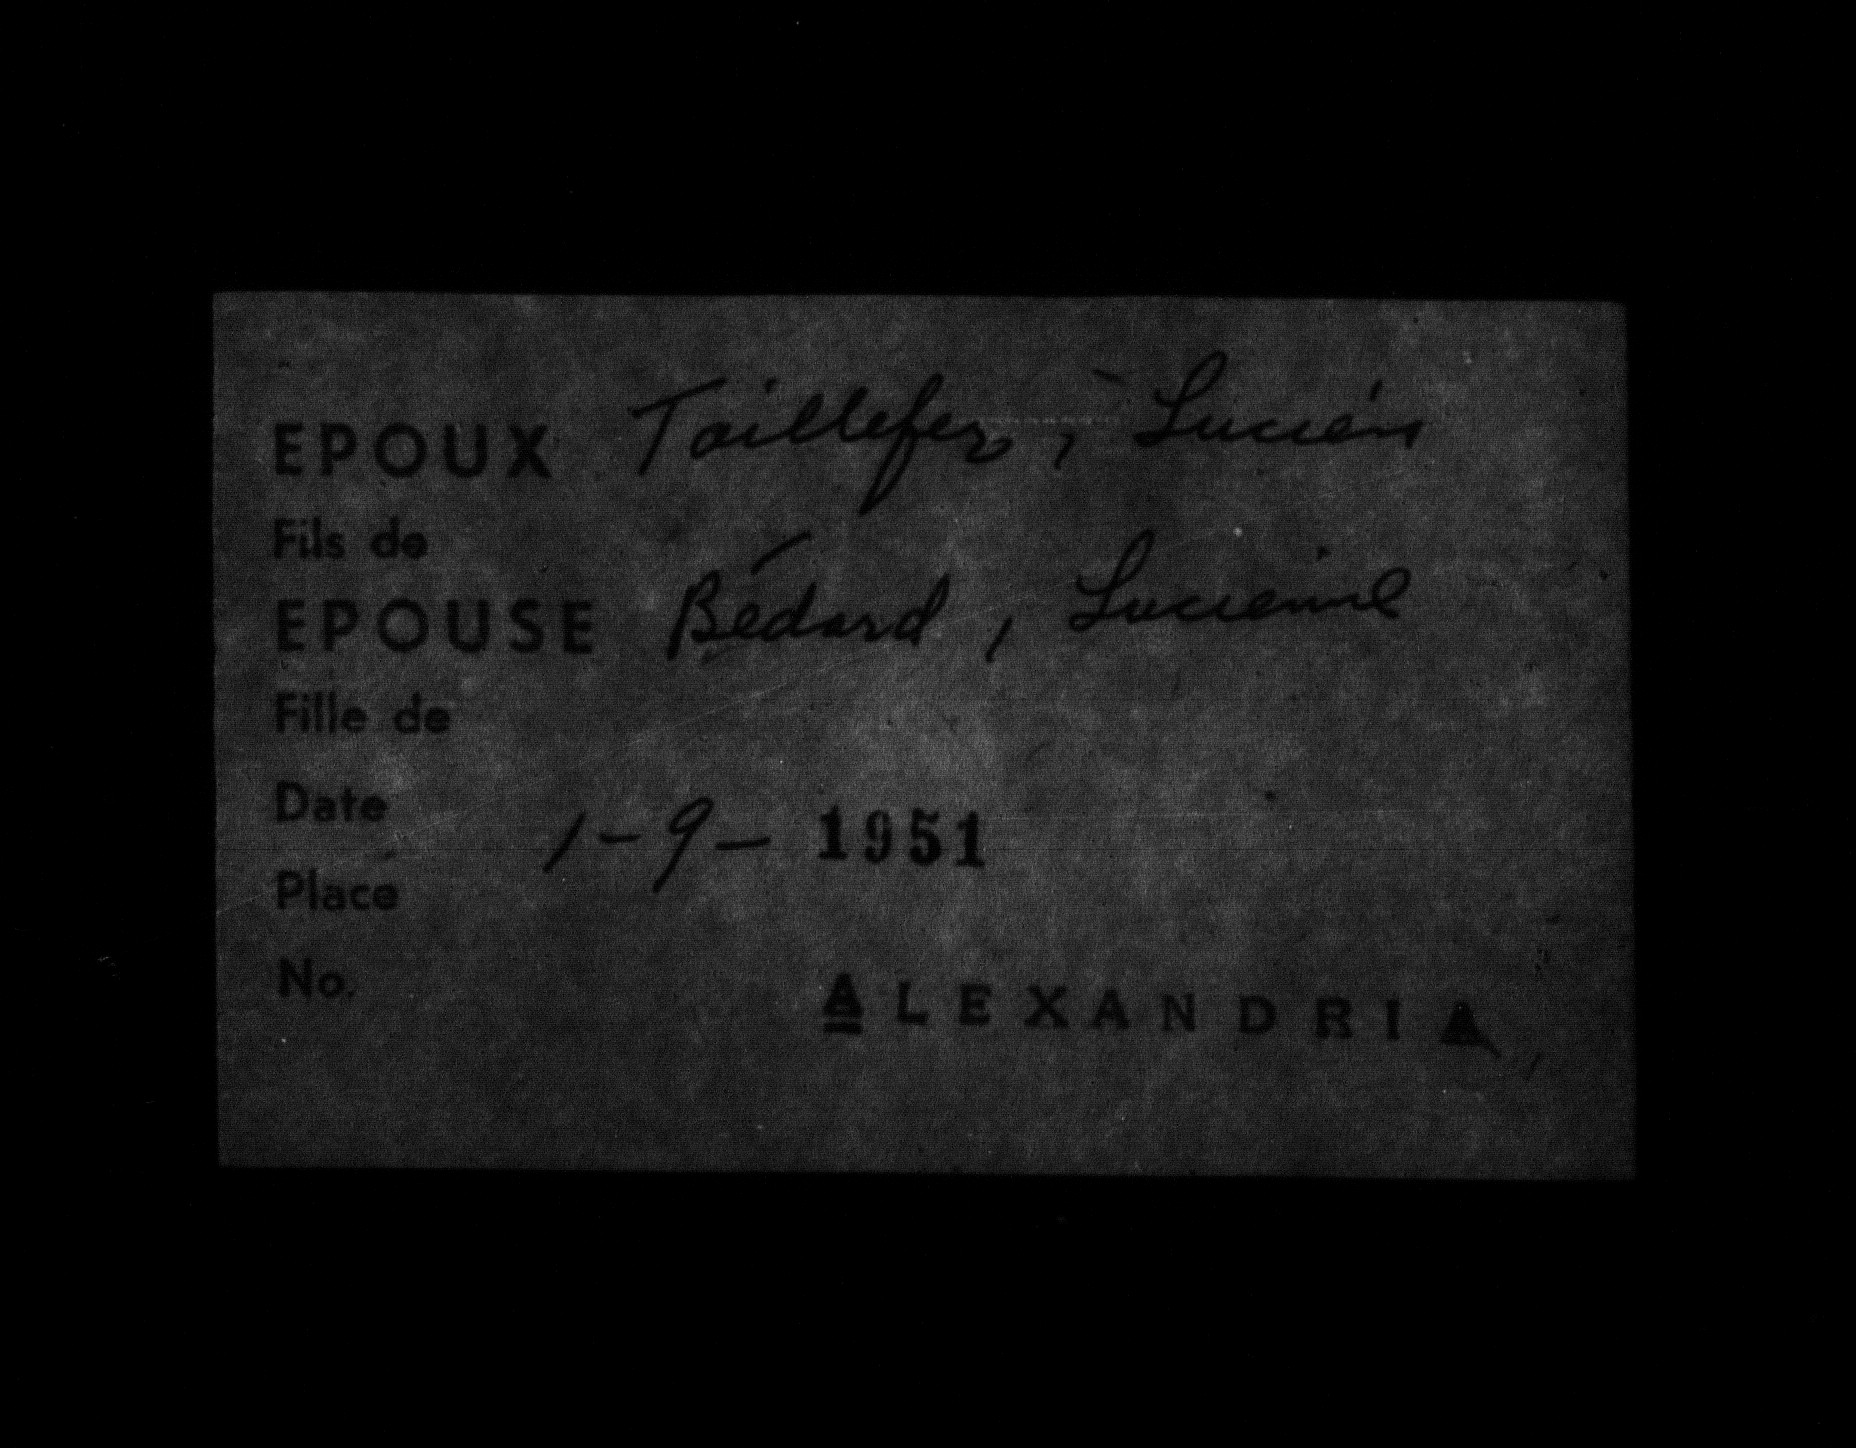 EPOUX Taillefer, Lucien
Fils de
EPOUSE Bédard, Lucienne
Fille de
Date 1-9-1951
Place
No.
ALEXANDRIA